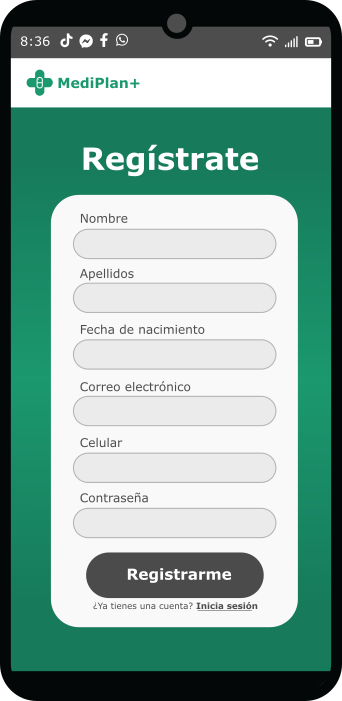 8:36
MediPlan+
Regístrate
Nombre
Apellidos
Fecha de nacimiento
Correo electrónico
Celular
Contraseña
Registrarme
¿Ya tienes una cuenta? Inicia sesión